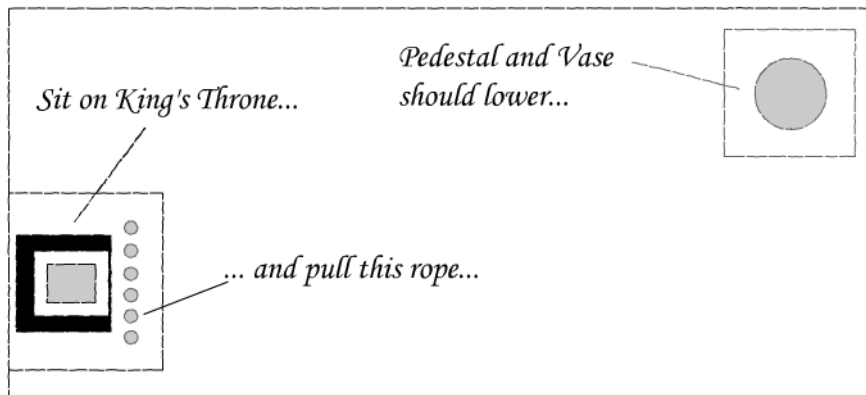 Pedestal and Vase
should lower...
Sit on King's Throne...
... and pull this rope...